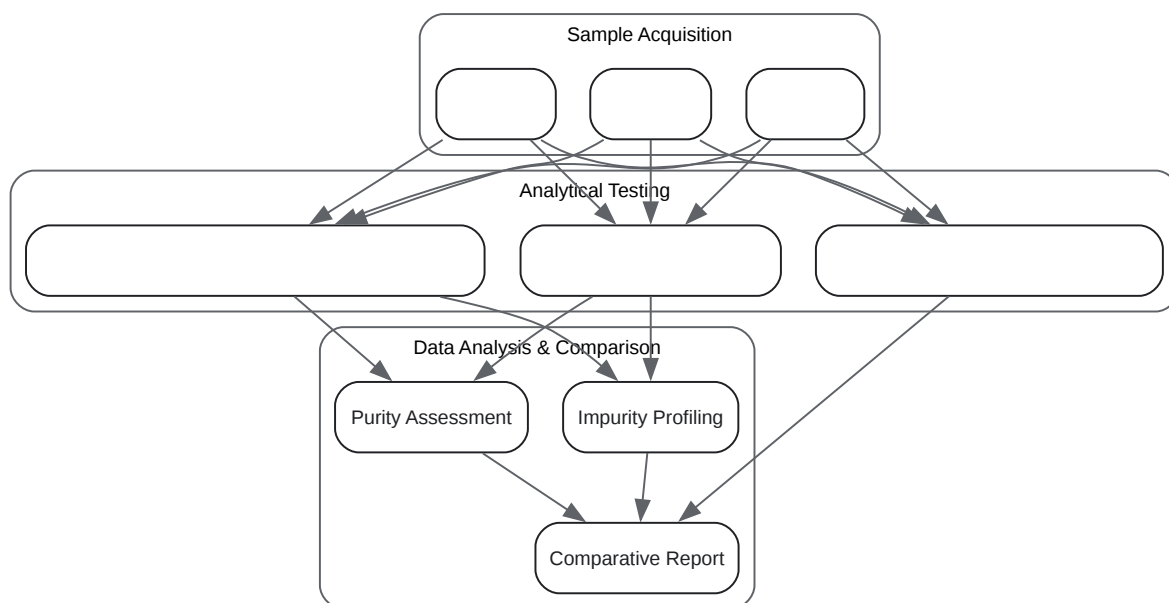 Sample Acquisition
Analytical Testing
Data Analysis & Comparison
Purity Assessment
Impurity Profiling
Comparative Report